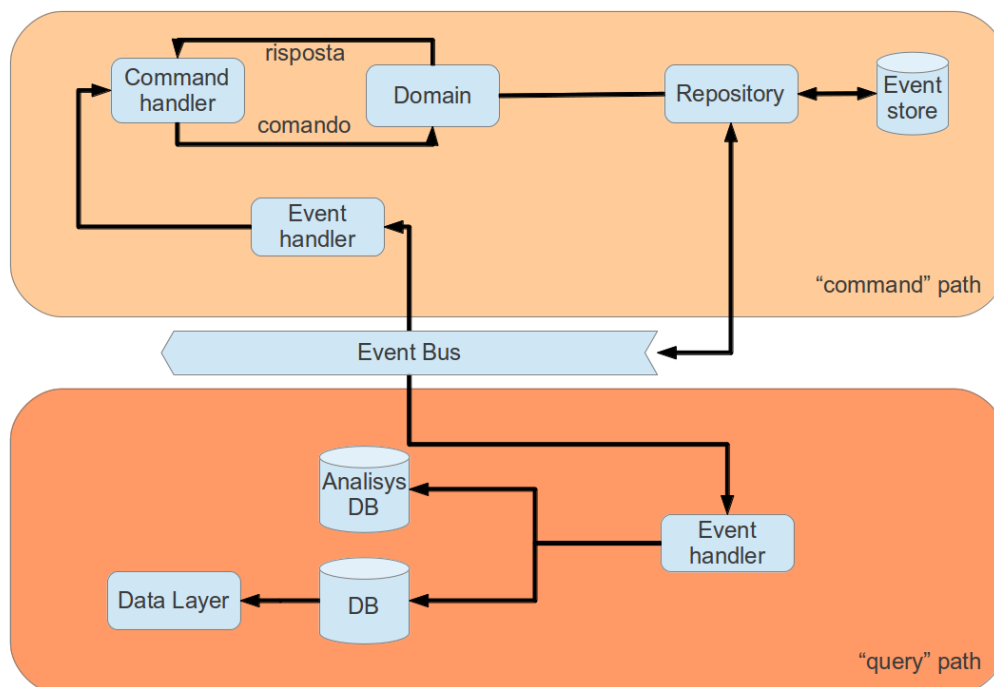 risposta
Command
handler
Domain
Repository
Event
store
comando
Event
handler
“command” path
Event Bus
Analisys
DB
Event
handler
Data Layer
DB
“query” path